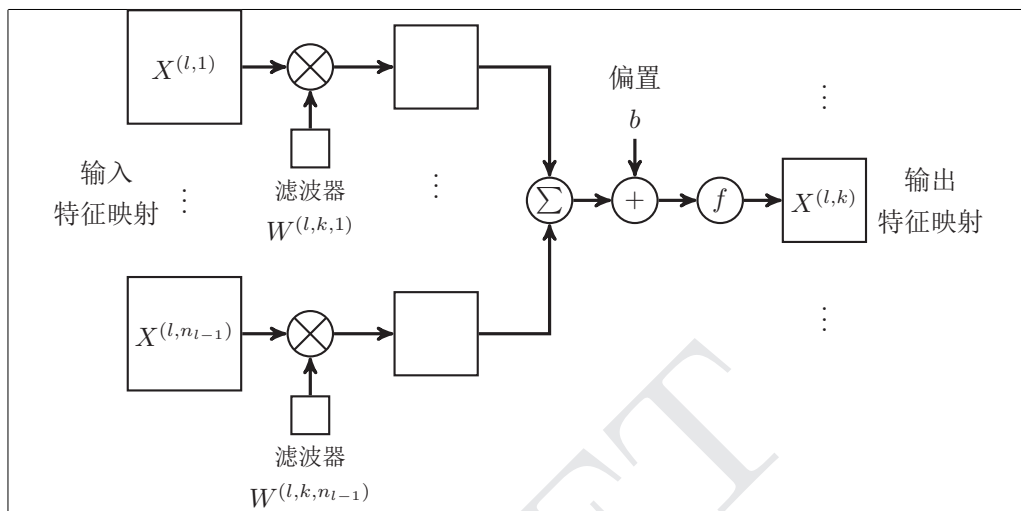 X^{(l,1)}
滤波器
W^{(l,k,1)}
输入
特征映射
⋮
⋮
X^{(l,n_{l-1})}
滤波器
W^{(l,k,n_{l-1})}
∑
偏置
b
+
f
⋮
X^{(l,k)}
⋮
输出
特征映射